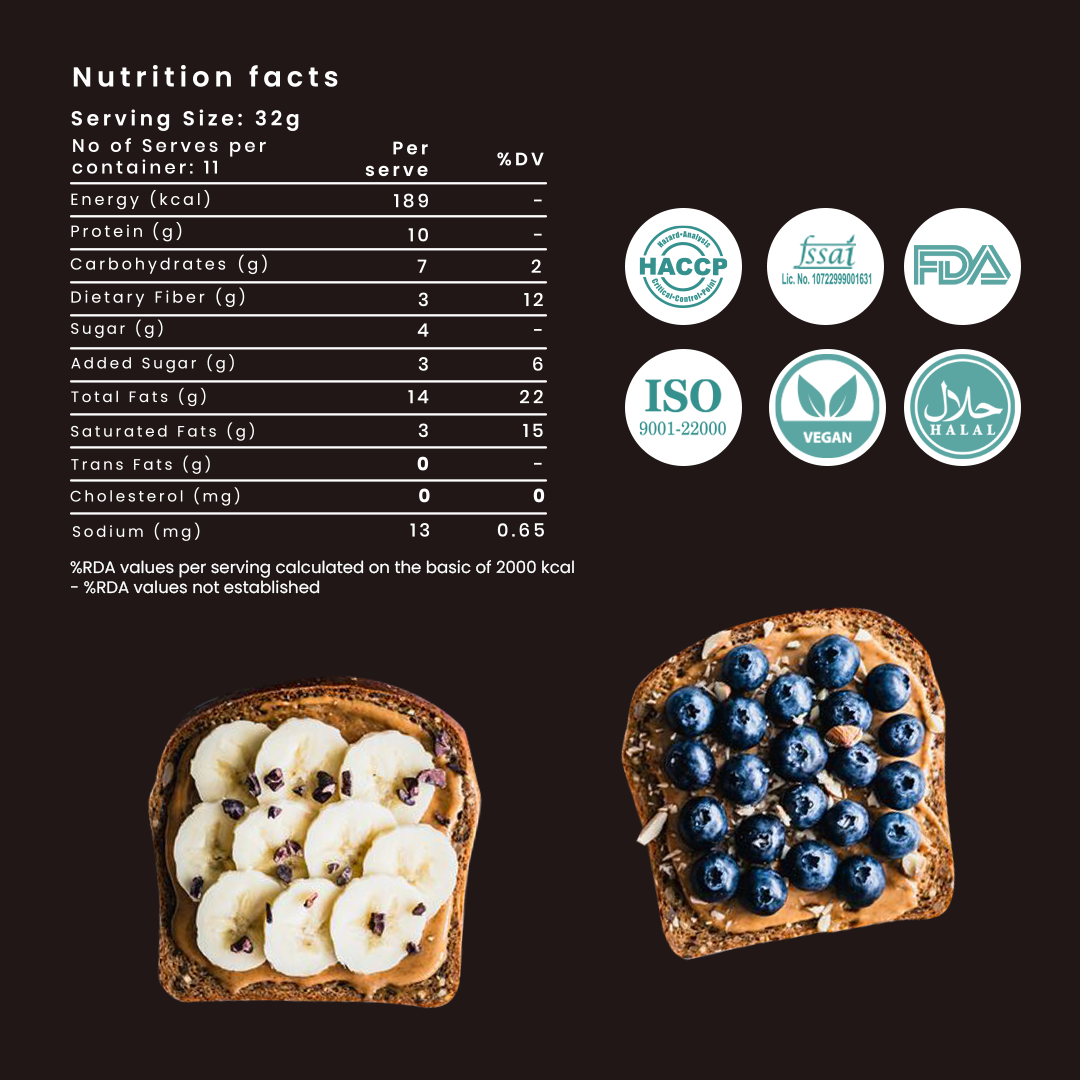 Nutrition facts
Serving Size: 32g
No of Serves per container: 11 Per serve %DV
Energy (kcal) 189 -
Protein (g) 10 -
Carbohydrates (g) 7 2
Dietary Fiber (g) 3 12
Sugar (g) 4 -
Added Sugar (g) 3 6
Total Fats (g) 14 22
Saturated Fats (g) 3 15
Trans Fats (g) 0 -
Cholesterol (mg) 0 0
Sodium (mg) 13 0.65
%RDA values per serving calculated on the basic of 2000 kcal
- %RDA values not established
Hazard•Analysis
HACCP
Critical•Control•Point
fssai
Lic. No. 10722999001631
FDA
ISO
9001-22000
VEGAN
حلال
HALAL